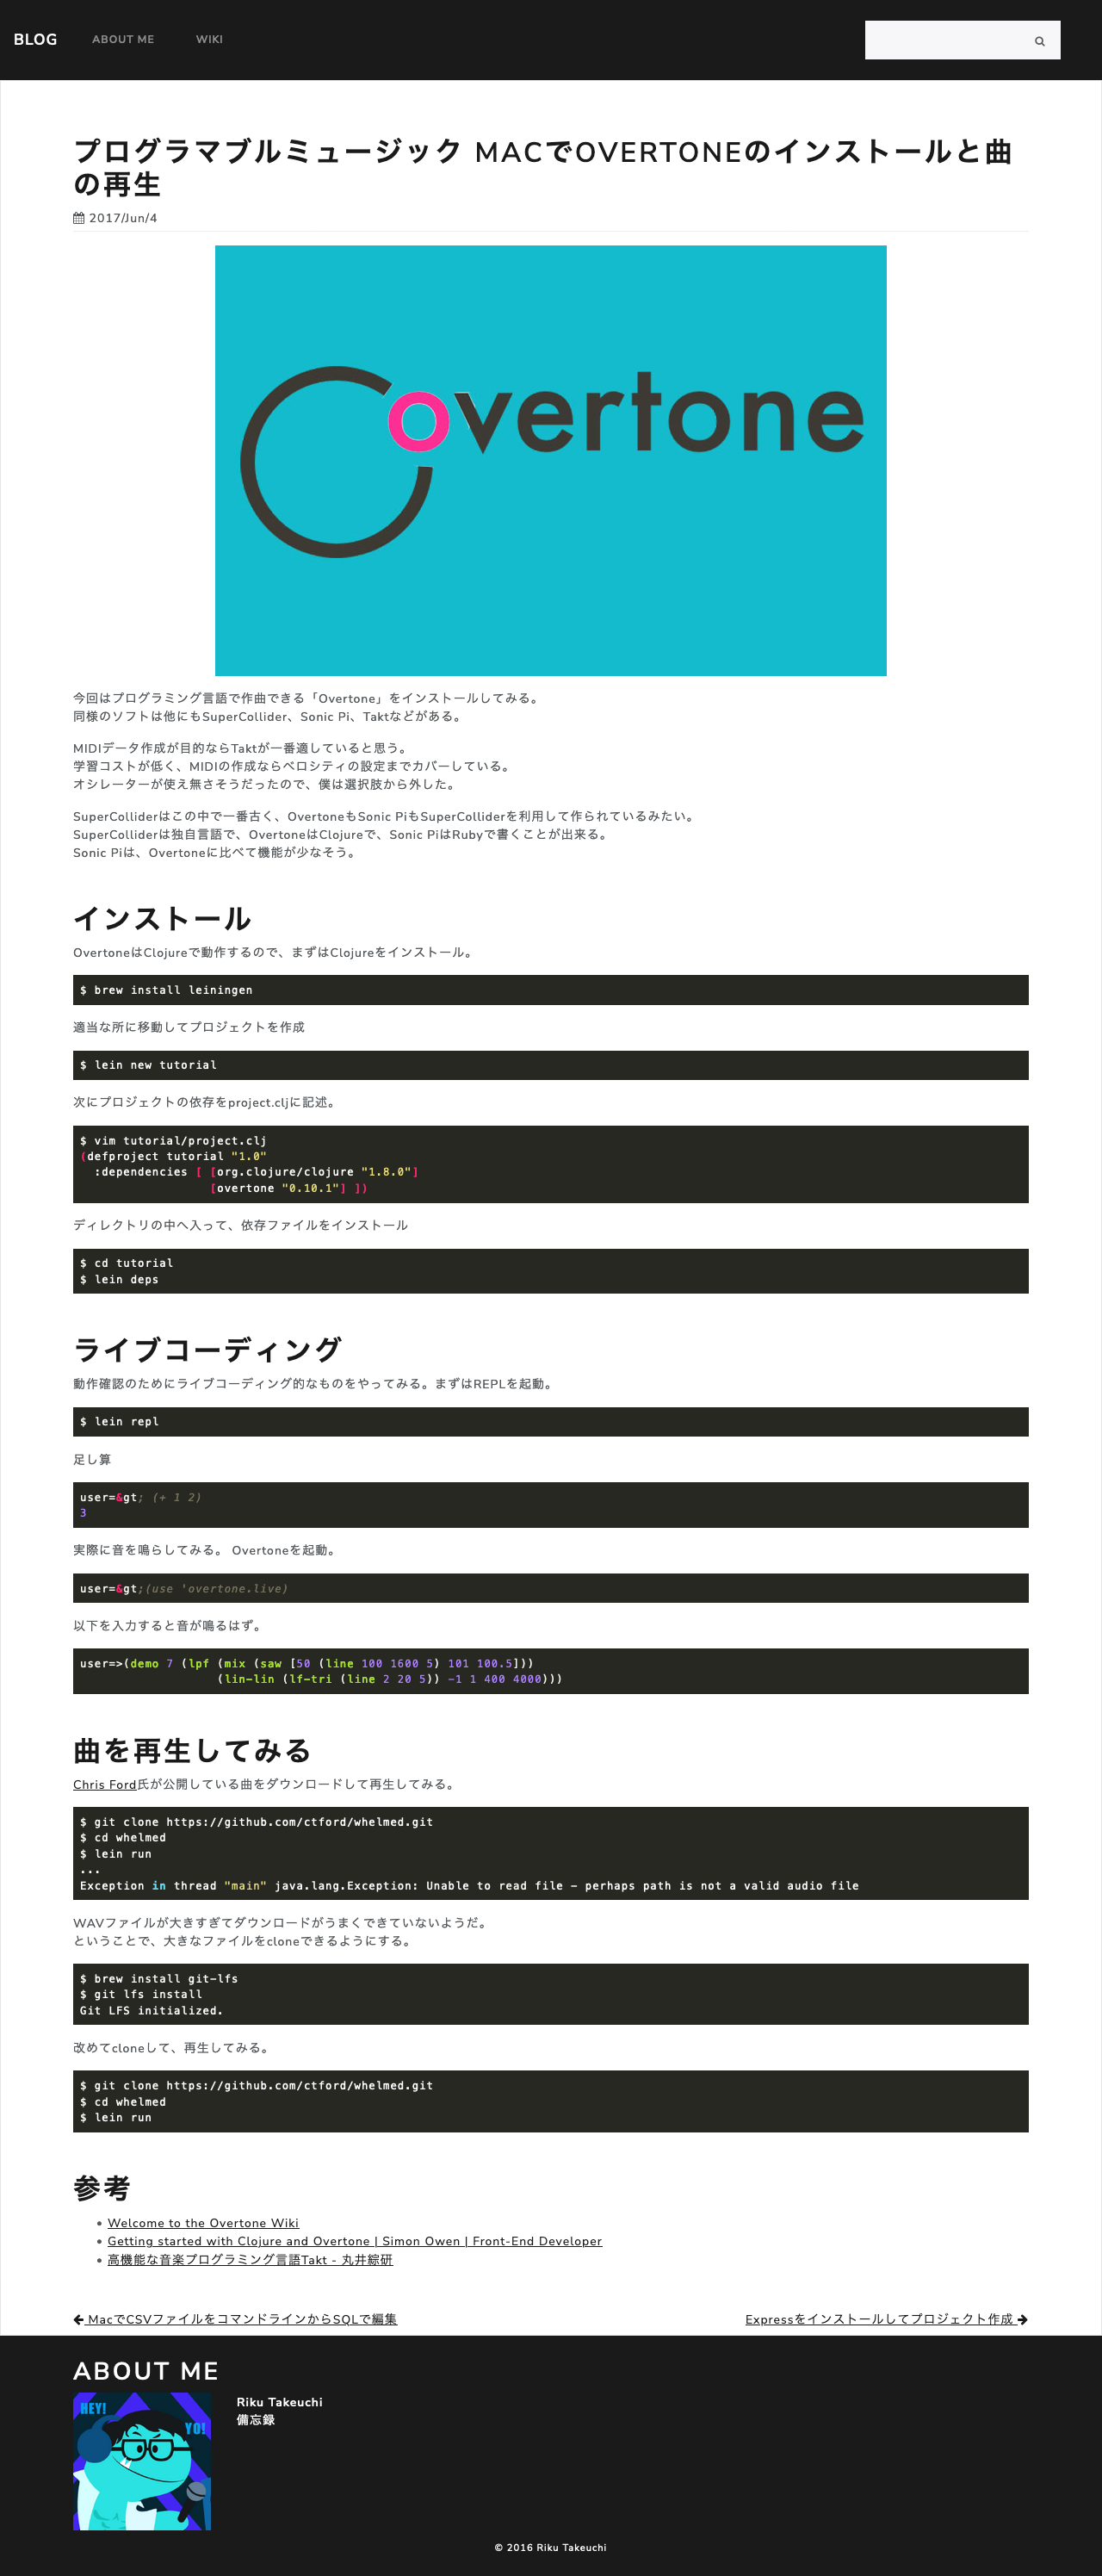 BLOG ABOUT ME WIKI
プログラマブルミュージック MACでOVERTONEのインストールと曲
の再生
2017/Jun/4
overtone
今回はプログラミング言語で作曲できる「Overtone」をインストールしてみる。
同様のソフトは他にもSuperCollider、Sonic Pi、Taktなどがある。
MIDIデータ作成が目的ならTaktが一番適していると思う。
学習コストが低く、MIDIの作成ならベロシティの設定までカバーしている。
オシレーターが使え無さそうだったので、僕は選択肢から外した。
SuperColliderはこの中で一番古く、OvertoneもSonic PiもSuperColliderを利用して作られているみたい。
SuperColliderは独自言語で、OvertoneはClojureで、Sonic PiはRubyで書くことが出来る。
Sonic Piは、Overtoneに比べて機能が少なそう。
インストール
OvertoneはClojureで動作するので、まずはClojureをインストール。
$ brew install leiningen
適当な所に移動してプロジェクトを作成
$ lein new tutorial
次にプロジェクトの依存をproject.cljに記述。
$ vim tutorial/project.clj
(defproject tutorial "1.0"
  :dependencies [ [org.clojure/clojure "1.8.0"]
                  [overtone "0.10.1"] ])
ディレクトリの中へ入って、依存ファイルをインストール
$ cd tutorial
$ lein deps
ライブコーディング
動作確認のためにライブコーディング的なものをやってみる。まずはREPLを起動。
$ lein repl
足し算
user=&gt; (+ 1 2)
3
実際に音を鳴らしてみる。 Overtoneを起動。
user=&gt;(use 'overtone.live)
以下を入力すると音が鳴るはず。
user=>(demo 7 (lpf (mix (saw [50 (line 100 1600 5) 101 100.5]))
                   (lin-lin (lf-tri (line 2 20 5)) -1 1 400 4000)))
曲を再生してみる
Chris Ford氏が公開している曲をダウンロードして再生してみる。
$ git clone https://github.com/ctford/whelmed.git
$ cd whelmed
$ lein run
...
Exception in thread "main" java.lang.Exception: Unable to read file - perhaps path is not a valid audio file
WAVファイルが大きすぎてダウンロードがうまくできていないようだ。
ということで、大きなファイルをcloneできるようにする。
$ brew install git-lfs
$ git lfs install
Git LFS initialized.
改めてcloneして、再生してみる。
$ git clone https://github.com/ctford/whelmed.git
$ cd whelmed
$ lein run
参考
• Welcome to the Overtone Wiki
• Getting started with Clojure and Overtone | Simon Owen | Front-End Developer
• 高機能な音楽プログラミング言語Takt - 丸井綜研
MacでCSVファイルをコマンドラインからSQLで編集 Expressをインストールしてプロジェクト作成
ABOUT ME
HEY!
YO!
Riku Takeuchi
備忘録
© 2016 Riku Takeuchi